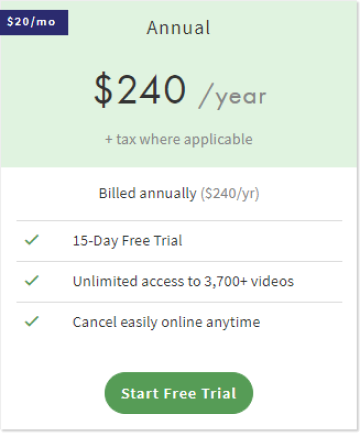 $20/mo
Annual
$240 /year
+ tax where applicable
Billed annually ($240/yr)
15-Day Free Trial
Unlimited access to 3,700+ videos
Cancel easily online anytime
Start Free Trial